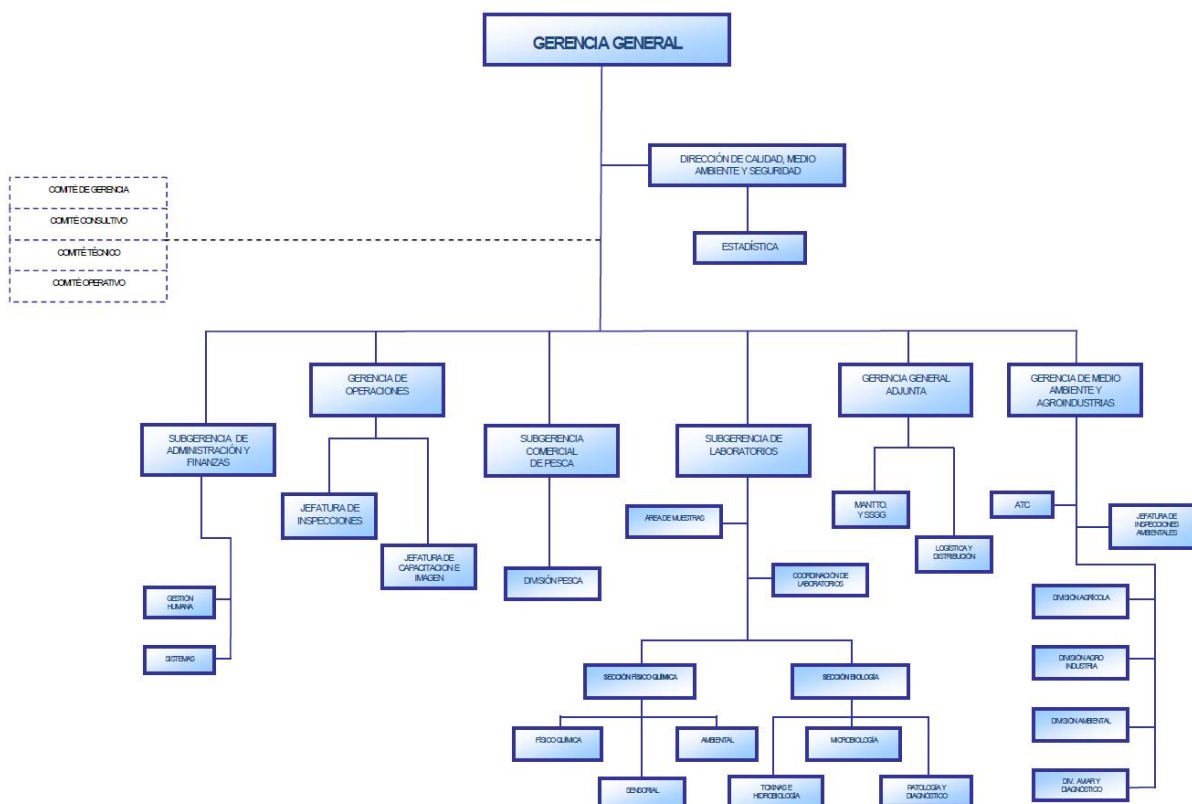 GERENCIA GENERAL
DIRECCIÓN DE CALIDAD, MEDIO
AMBIENTE Y SEGURIDAD
ESTADÍSTICA
COMITÉ DE GERENCIA
COMITÉ CONSULTIVO
COMITÉ TÉCNICO
COMITÉ OPERATIVO
GERENCIA DE
OPERACIONES
GERENCIA GENERAL
ADJUNTA
GERENCIA DE MEDIO
AMBIENTE Y
AGROINDUSTRIAS
SUBGERENCIA DE
ADMINISTRACIÓN Y
FINANZAS
SUBGERENCIA
COMERCIAL
DE PESCA
SUBGERENCIA DE
LABORATORIOS
JEFATURA DE
INSPECCIONES
JEFATURA DE
CAPACITACION E
IMAGEN
ÁREA DE MUESTRAS
MANTTO.
Y SSGG
LOGÍSTICA Y
DISTRIBUCIÓN
ATC
JEFATURA DE
INSPECCIONES
AMBIENTALES
DIVISIÓN PESCA
COORDINACIÓN DE
LABORATORIOS
GESTIÓN
HUMANA
SISTEMAS
DIVISIÓN AGRÍCOLA
DIVISIÓN AGRO
INDUSTRIA
DIVISIÓN AMBIENTAL
DIV. AVIAR Y
DIAGNÓSTICO
SECCIÓN FÍSICO QUÍMICA
SECCIÓN BIOLOGÍA
FÍSICO QUÍMICA
AMBIENTAL
MICROBIOLOGÍA
SENSORIAL
TOXINAS E
HIDROBIOLOGÍA
PATOLOGÍA Y
DIAGNÓSTICO